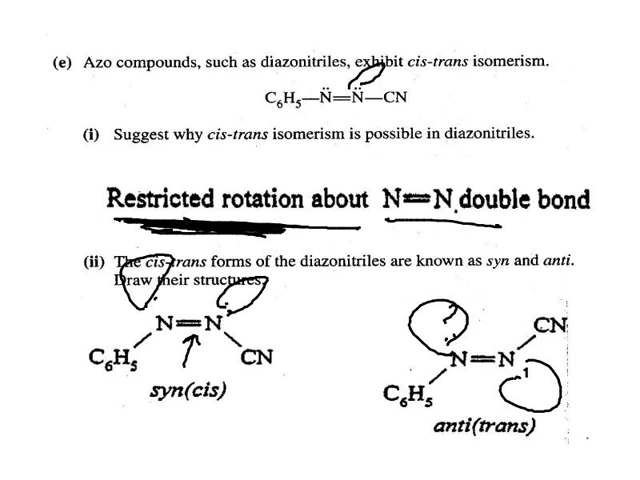 (e) Azo compounds, such as diazonitriles, exhibit cis-trans isomerism.
C₆H₅—N̈=N̈—CN
(i) Suggest why cis-trans isomerism is possible in diazonitriles.
Restricted rotation about N=N double bond
(ii) The cis-trans forms of the diazonitriles are known as syn and anti.
Draw their structures.
N=N
C₆H₅ CN
syn(cis)
CN
N=N
C₆H₅
anti(trans)